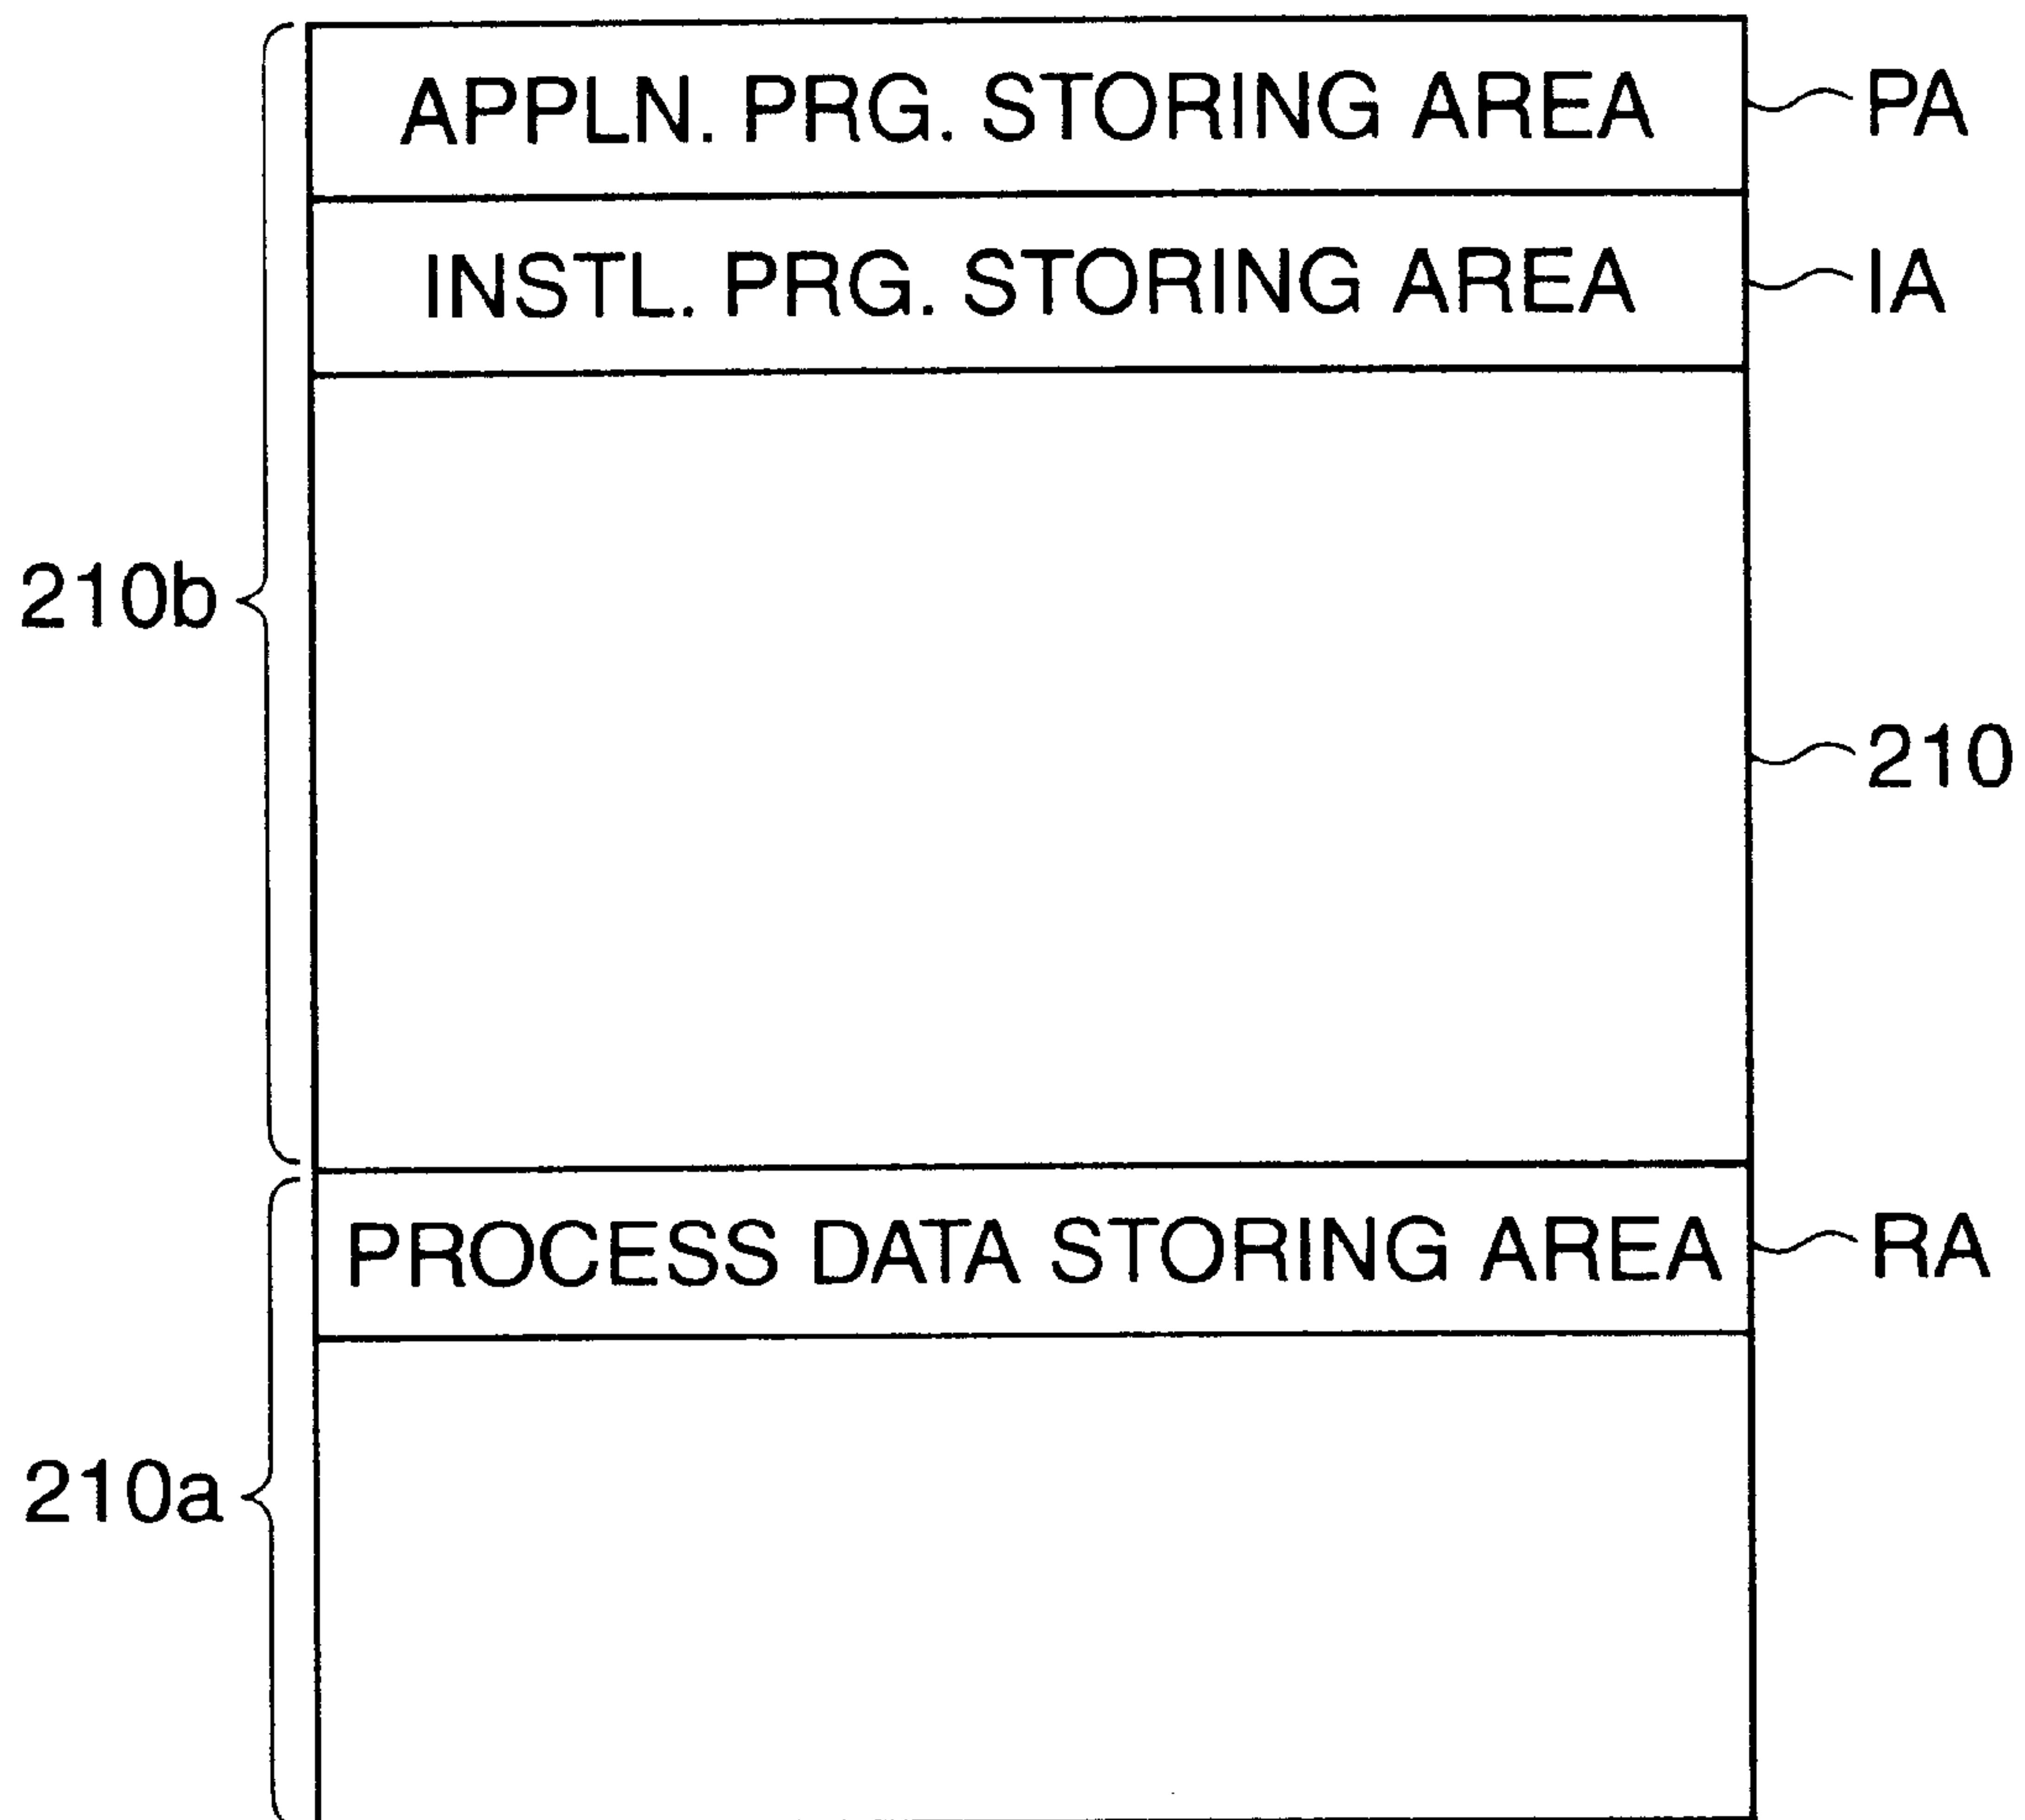 APPLN. PRG. STORING AREA PA
INSTL. PRG. STORING AREA IA
210b
210
PROCESS DATA STORING AREA RA
210a